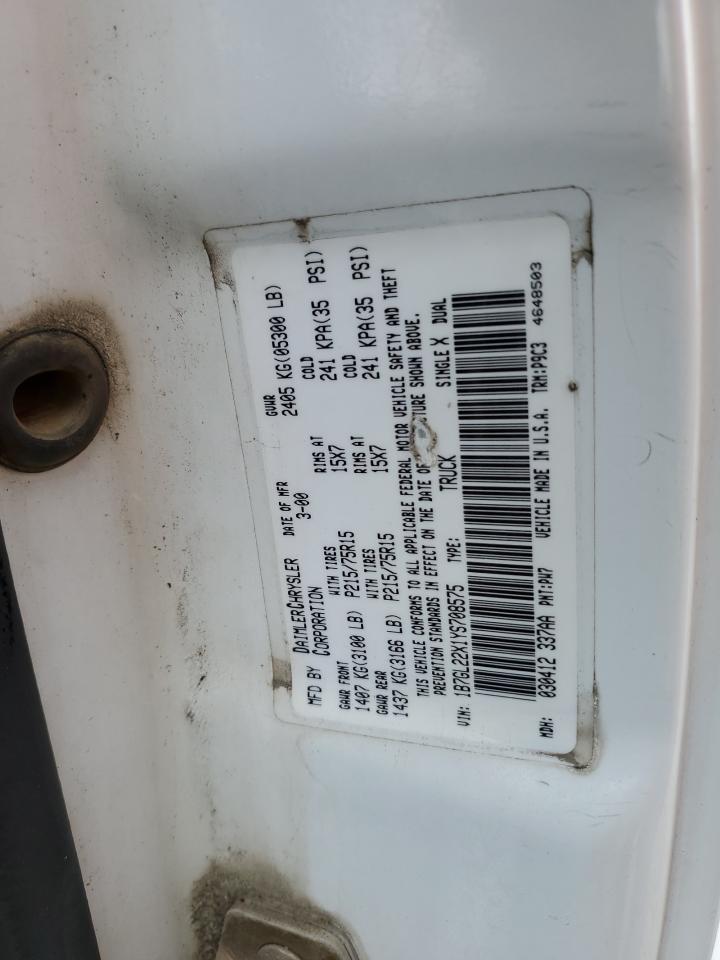 MFD BY DAIMLERCHRYSLER CORPORATION DATE OF MFR 3-00 GVWR 2405 KG(05300 LB)
GAWR FRONT WITH TIRES RIMS AT COLD
1407 KG(3100 LB) P215/75R15 15X7 241 KPA(35 PSI)
GAWR REAR WITH TIRES RIMS AT COLD
1437 KG(3166 LB) P215/75R15 15X7 241 KPA(35 PSI)
THIS VEHICLE CONFORMS TO ALL APPLICABLE FEDERAL MOTOR VEHICLE SAFETY AND THEFT
PREVENTION STANDARDS IN EFFECT ON THE DATE OF SHOWN ABOVE.
VIN: 1B7GL22X1YS708575 TYPE: TRUCK SINGLE X DUAL
MDH: 030412 337AA PNT:PW7 VEHICLE MADE IN U.S.A. TRM:P9C3 4648503